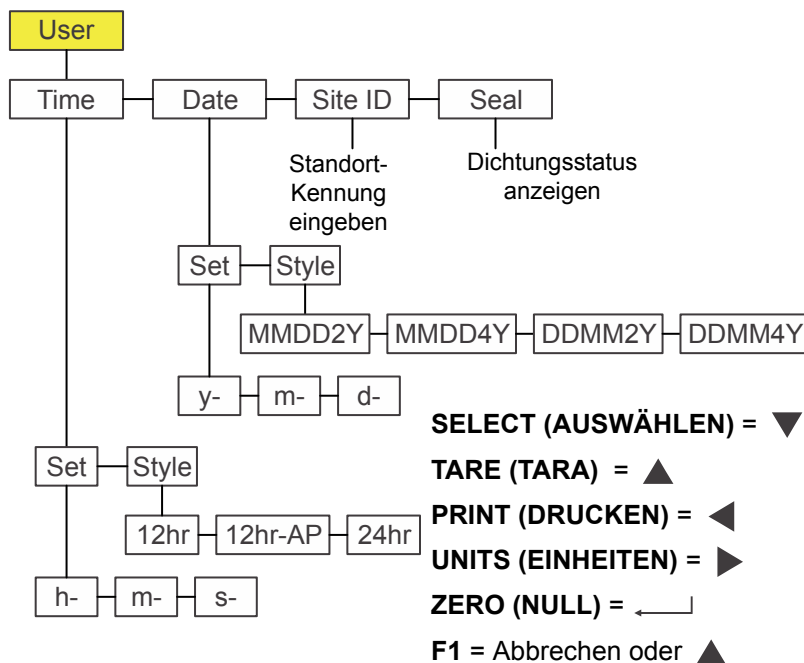 User
Time
Date
Site ID
Seal
Standort-
Kennung
eingeben
Dichtungsstatus
anzeigen
Set
Style
MMDD2Y
MMDD4Y
DDMM2Y
DDMM4Y
y-
m-
d-
Set
Style
12hr
12hr-AP
24hr
h-
m-
s-
SELECT (AUSWÄHLEN) = ▼
TARE (TARA) = ▲
PRINT (DRUCKEN) = ◀
UNITS (EINHEITEN) = ▶
ZERO (NULL) = ↵
F1 = Abbrechen oder ▲